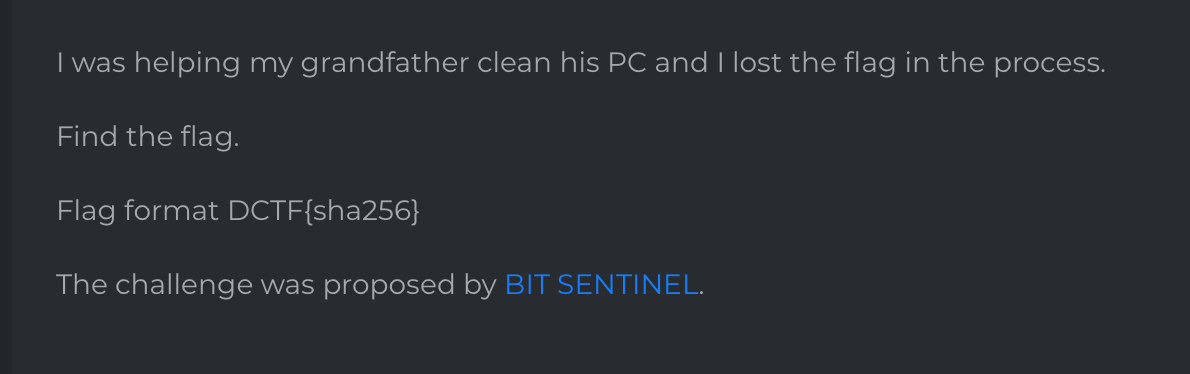 I was helping my grandfather clean his PC and I lost the flag in the process.
Find the flag.
Flag format DCTF{sha256}
The challenge was proposed by BIT SENTINEL.